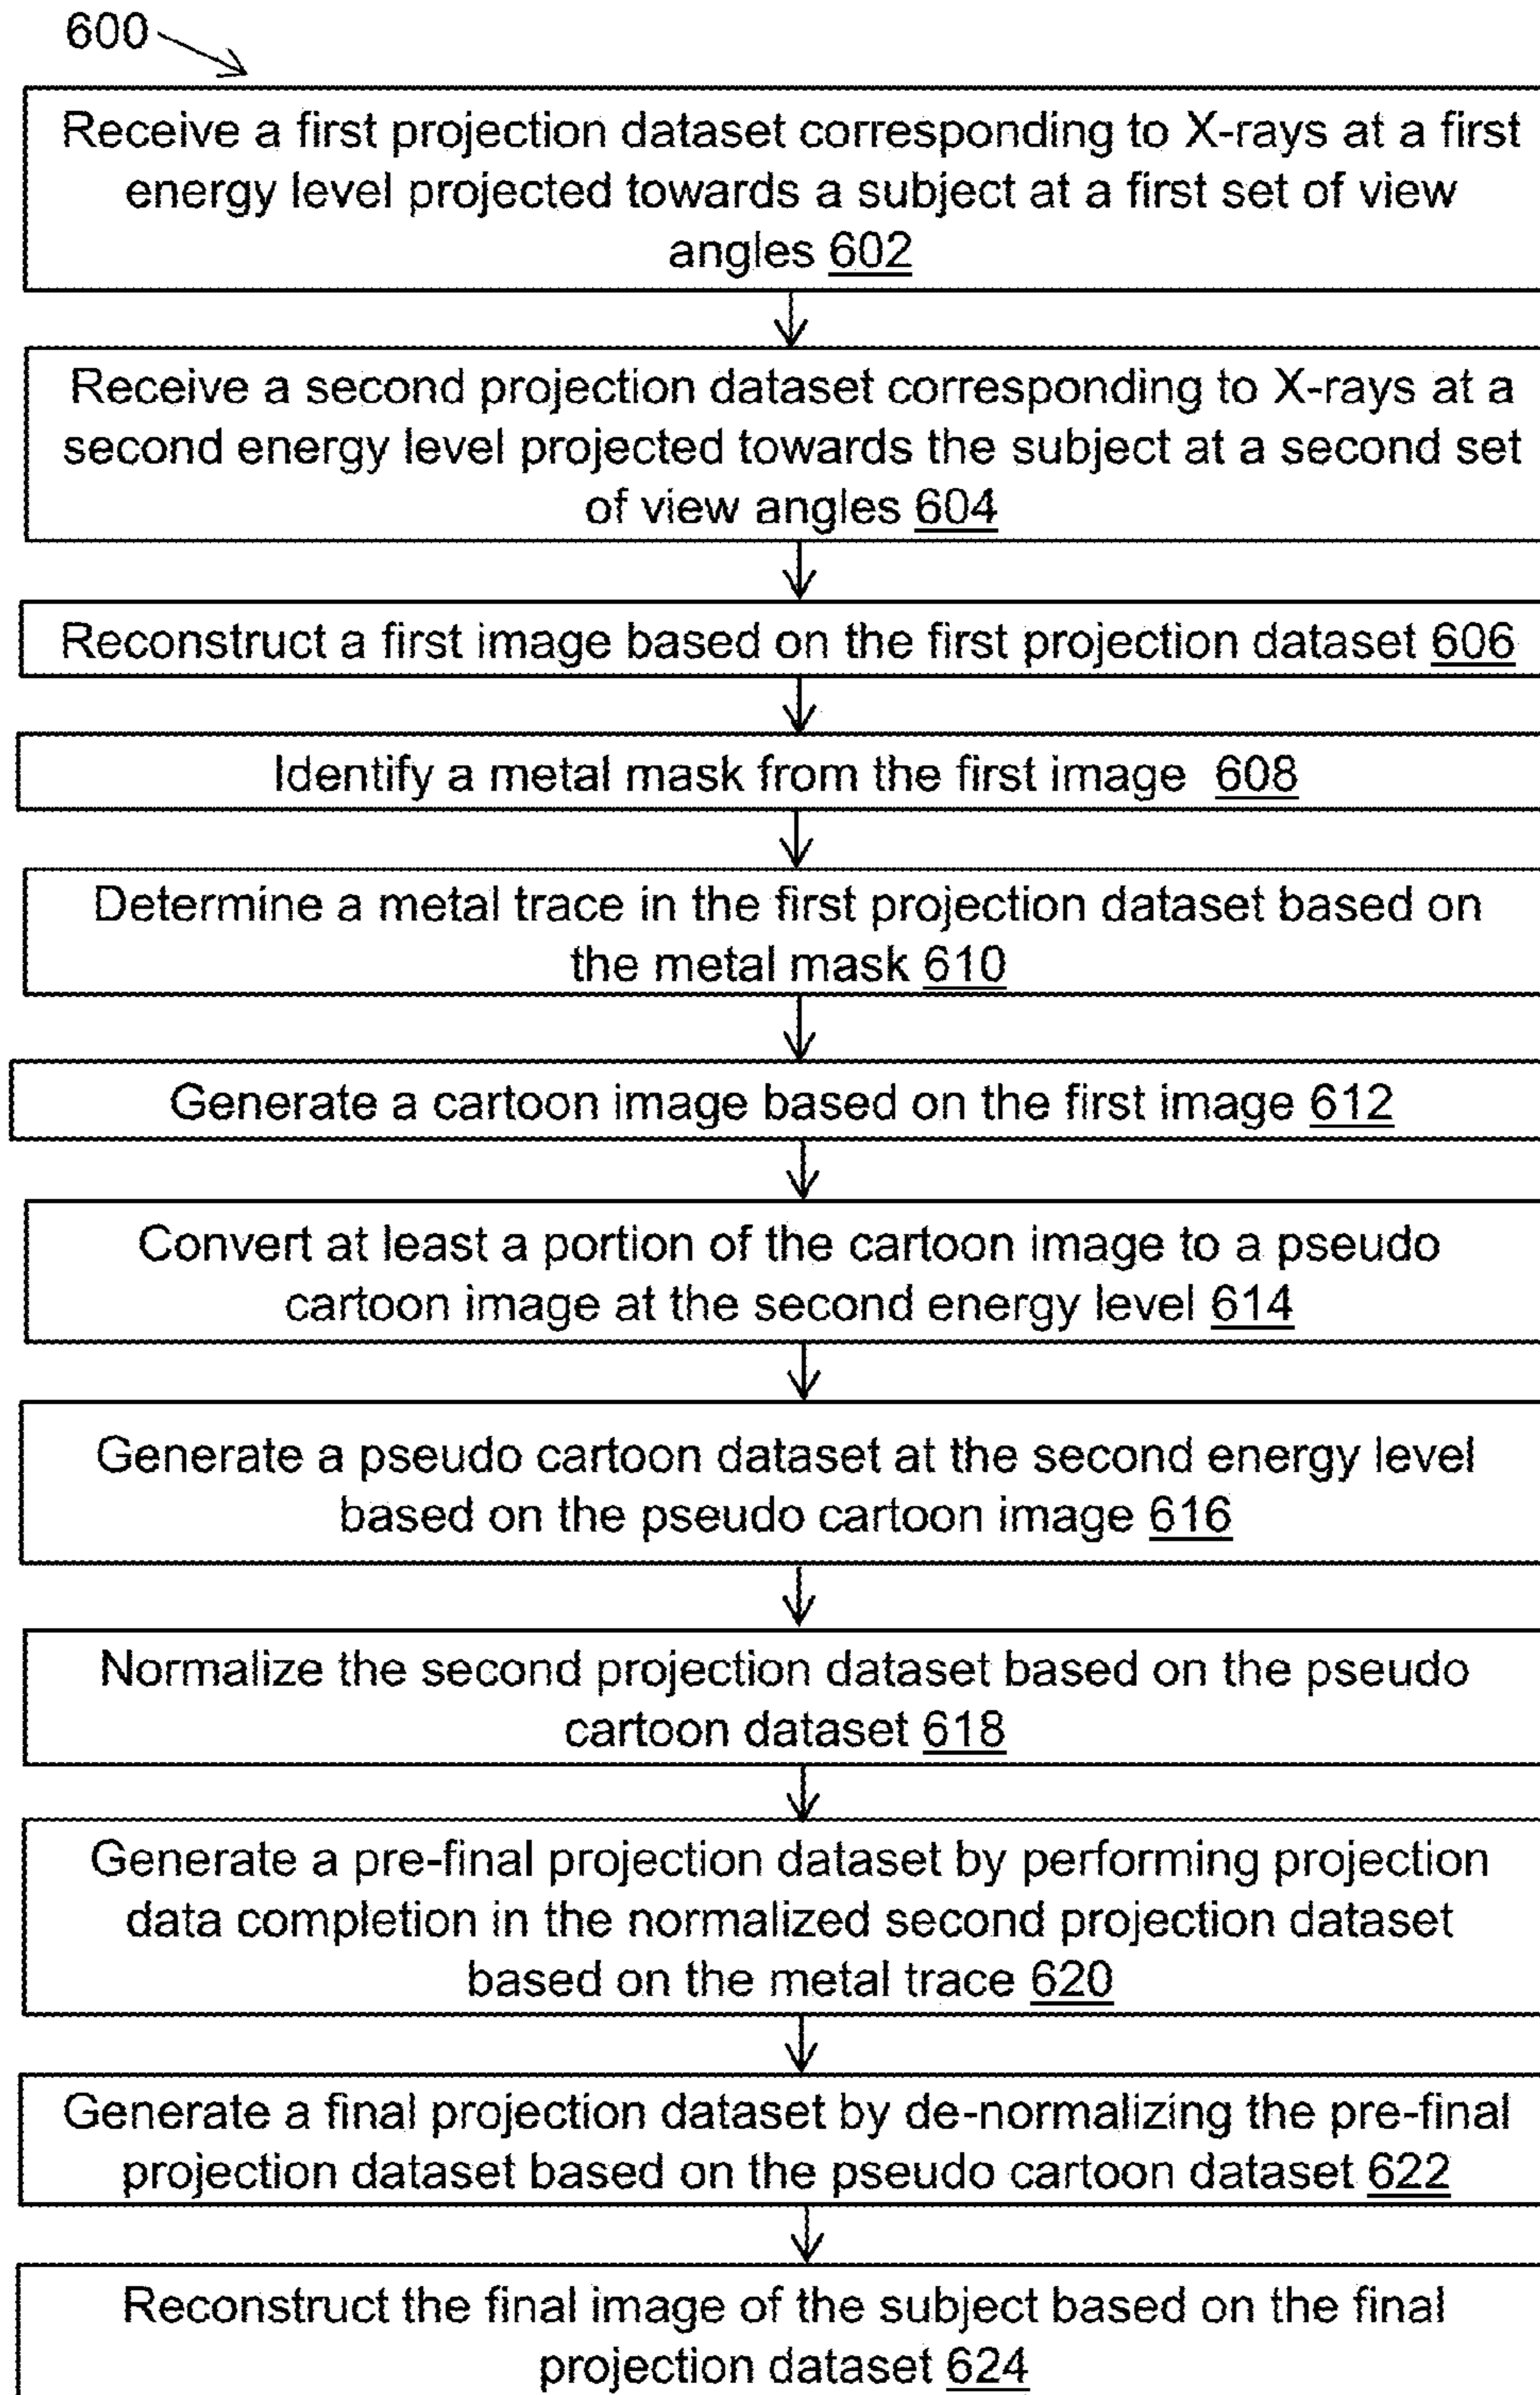 600
Receive a first projection dataset corresponding to X-rays at a first
energy level projected towards a subject at a first set of view
angles 602
Receive a second projection dataset corresponding to X-rays at a
second energy level projected towards the subject at a second set
of view angles 604
Reconstruct a first image based on the first projection dataset 606
Identify a metal mask from the first image 608
Determine a metal trace in the first projection dataset based on
the metal mask 610
Generate a cartoon image based on the first image 612
Convert at least a portion of the cartoon image to a pseudo
cartoon image at the second energy level 614
Generate a pseudo cartoon dataset at the second energy level
based on the pseudo cartoon image 616
Normalize the second projection dataset based on the pseudo
cartoon dataset 618
Generate a pre-final projection dataset by performing projection
data completion in the normalized second projection dataset
based on the metal trace 620
Generate a final projection dataset by de-normalizing the pre-final
projection dataset based on the pseudo cartoon dataset 622
Reconstruct the final image of the subject based on the final
projection dataset 624